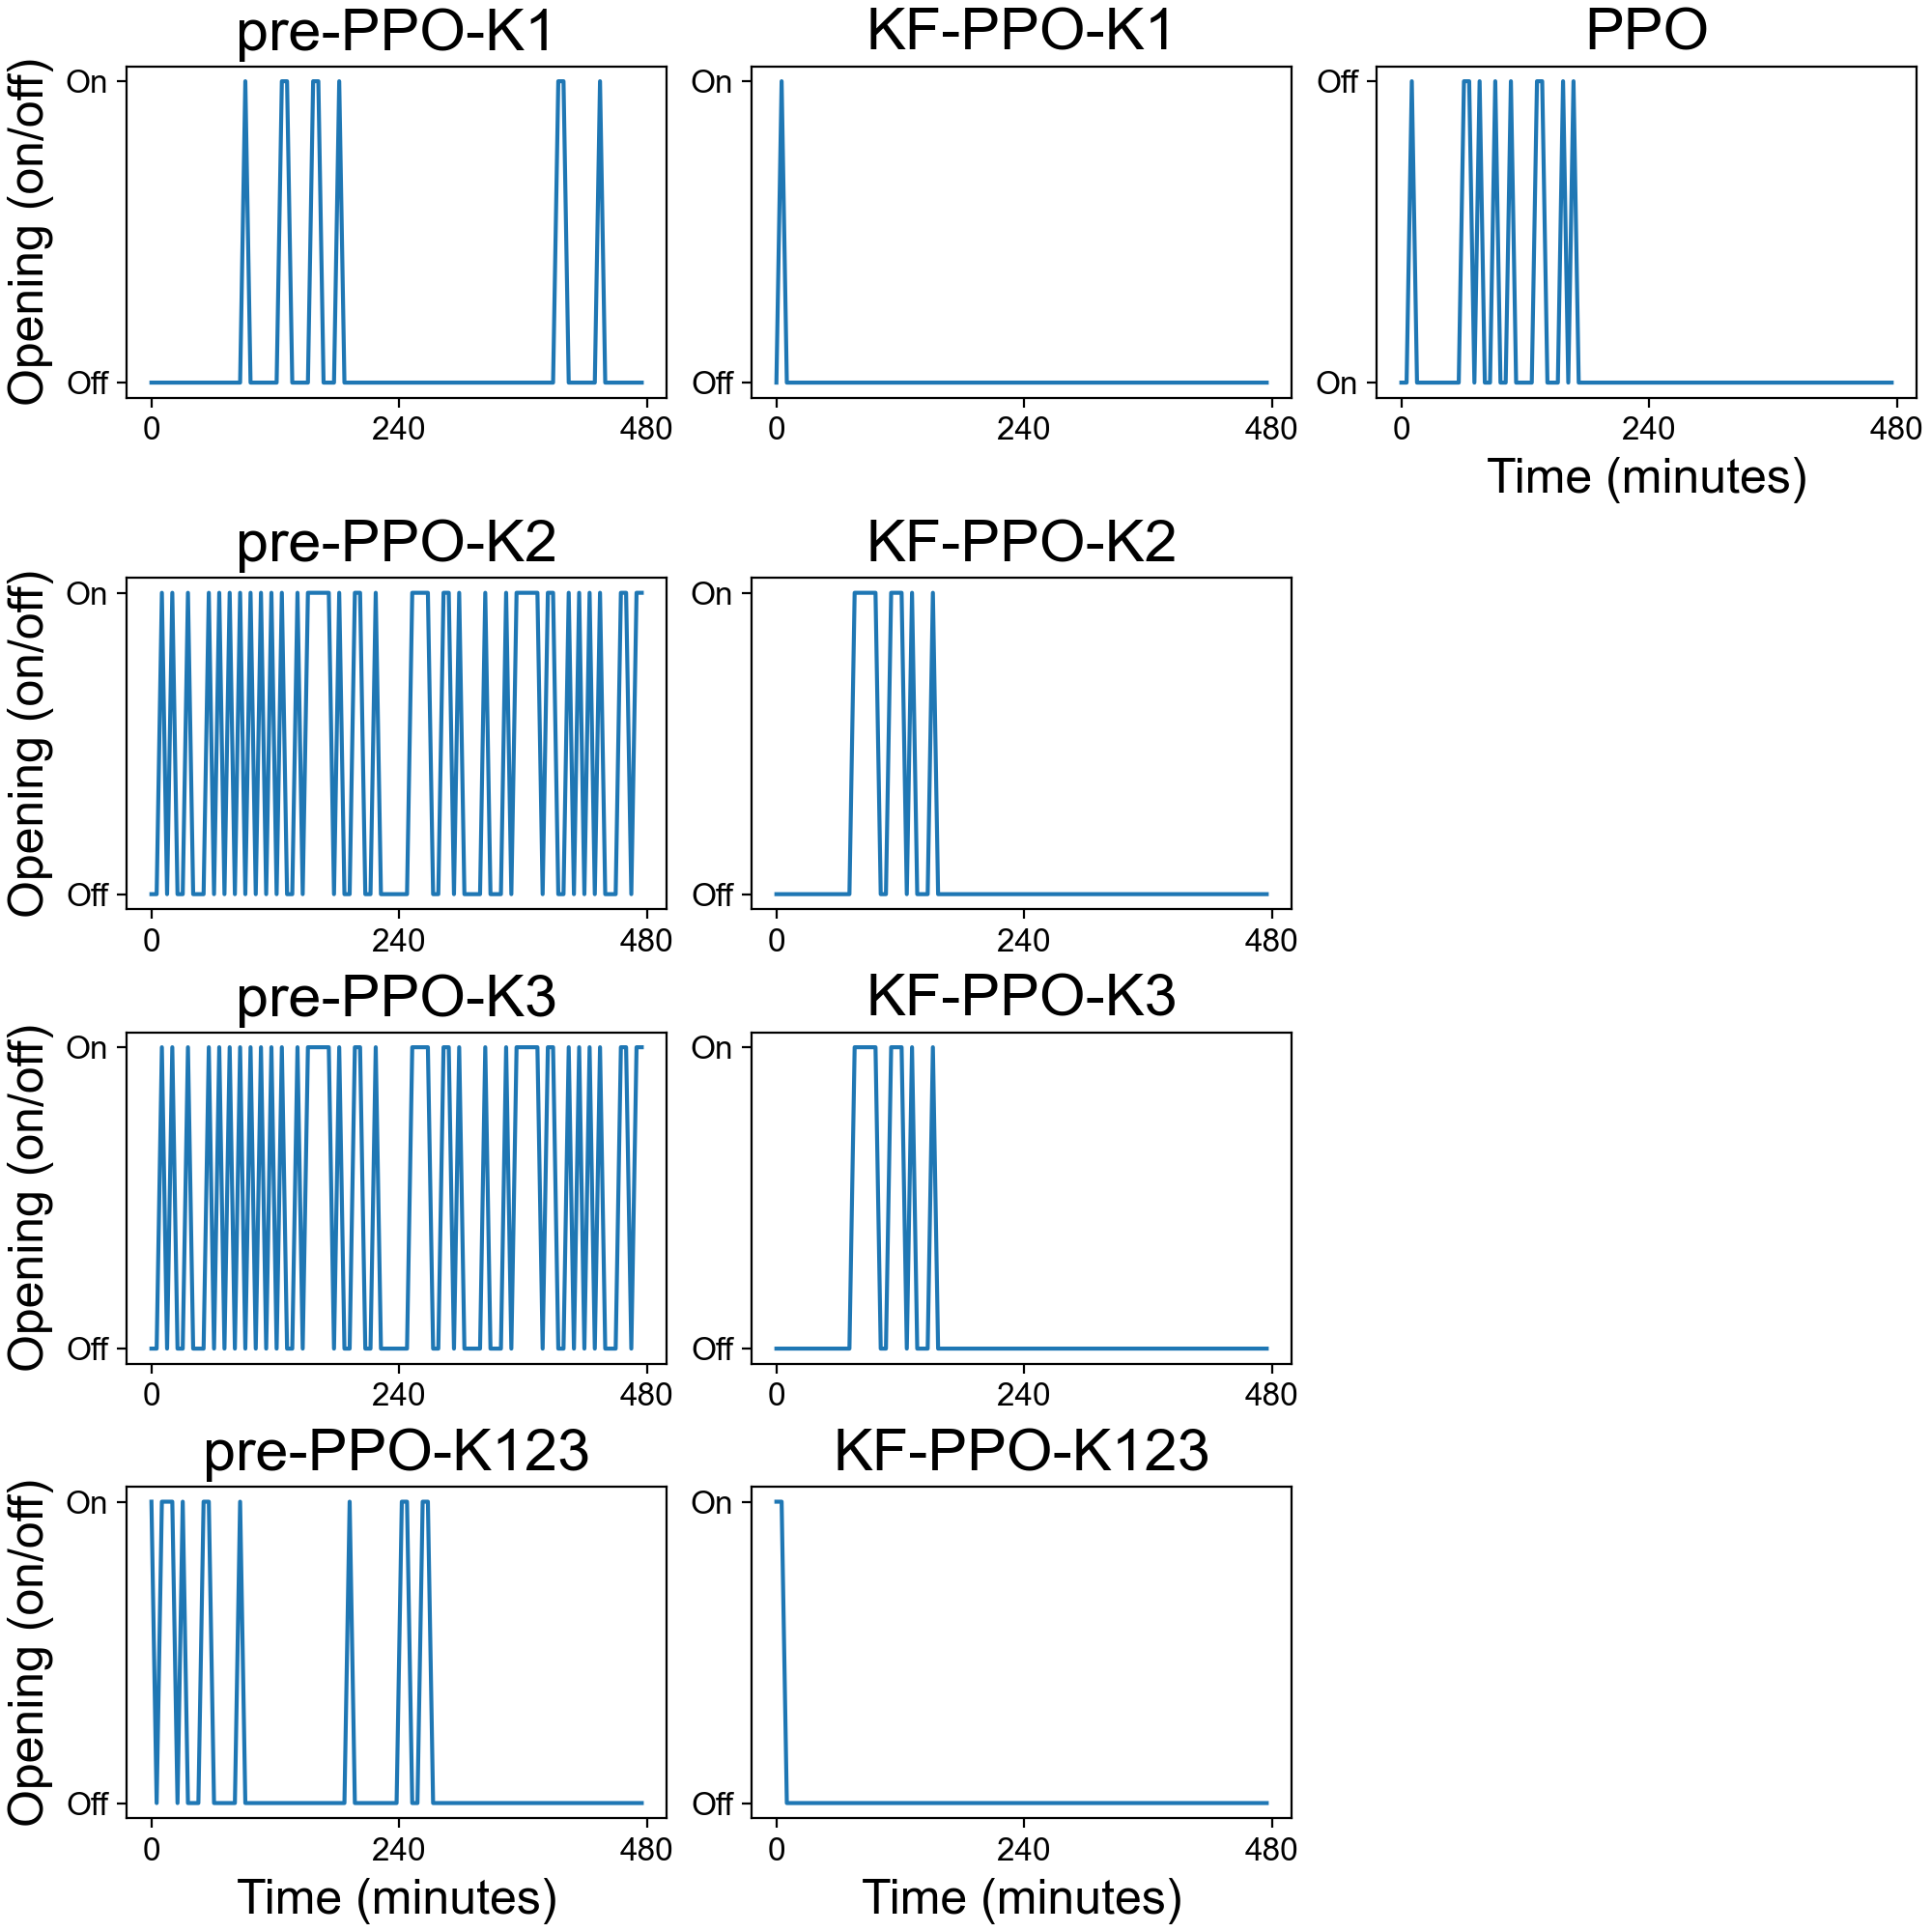 pre-PPO-K1
KF-PPO-K1
PPO
Opening (on/off)
On
Off
0 240 480
On
Off
0 240 480
Off
On
0 240 480
Time (minutes)
pre-PPO-K2
KF-PPO-K2
Opening (on/off)
On
Off
0 240 480
On
Off
0 240 480
pre-PPO-K3
KF-PPO-K3
Opening (on/off)
On
Off
0 240 480
On
Off
0 240 480
pre-PPO-K123
KF-PPO-K123
Opening (on/off)
On
Off
0 240 480
On
Off
0 240 480
Time (minutes)
Time (minutes)